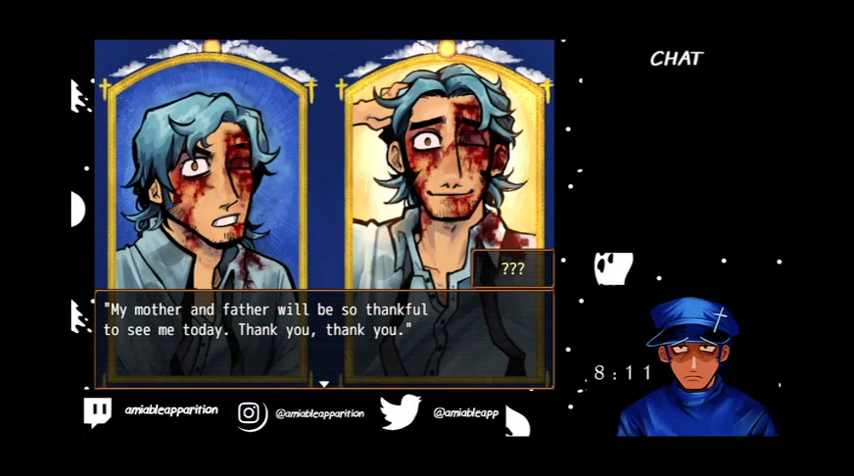 CHAT
???
"My mother and father will be so thankful
to see me today. Thank you, thank you."
8:11
amiableapparition
@amiableapparition
@amiableapp